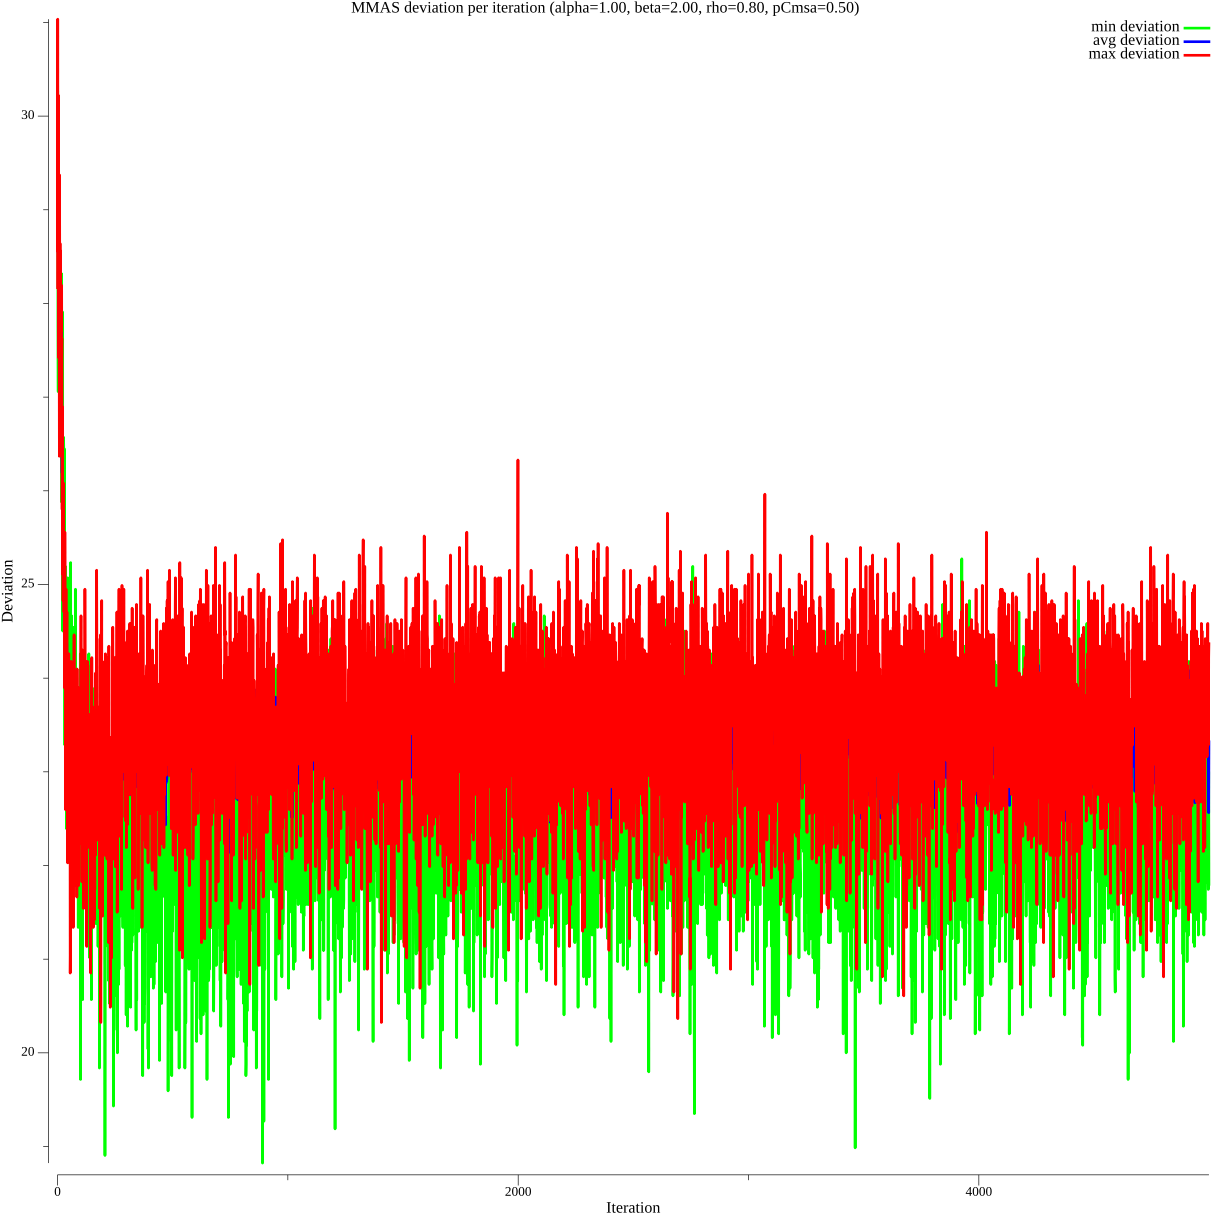 MMAS deviation per iteration (alpha=1.00, beta=2.00, rho=0.80, pCmsa=0.50)
min deviation
avg deviation
max deviation
30
25
20
Deviation
0
2000
4000
Iteration